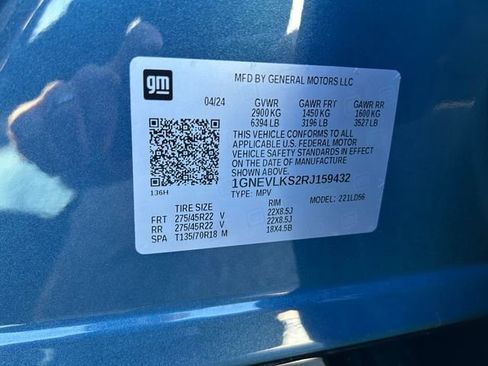 gm
MFD BY GENERAL MOTORS LLC
04/24 GVWR GAWR FRT GAWR RR
2900 KG 1450 KG 1600 KG
6394 LB 3196 LB 3527 LB
THIS VEHICLE CONFORMS TO ALL
APPLICABLE U.S. FEDERAL MOTOR
VEHICLE SAFETY STANDARDS IN EFFECT
ON THE DATE OF MANUFACTURE
SHOWN ABOVE.
1GNEVLKS2RJ159432
136H TYPE: MPV MODEL: 221LD56
TIRE SIZE RIM
FRT 275/45R22 V 22X8.5J
RR 275/45R22 V 22X8.5J
SPA T135/70R18 M 18X4.5B